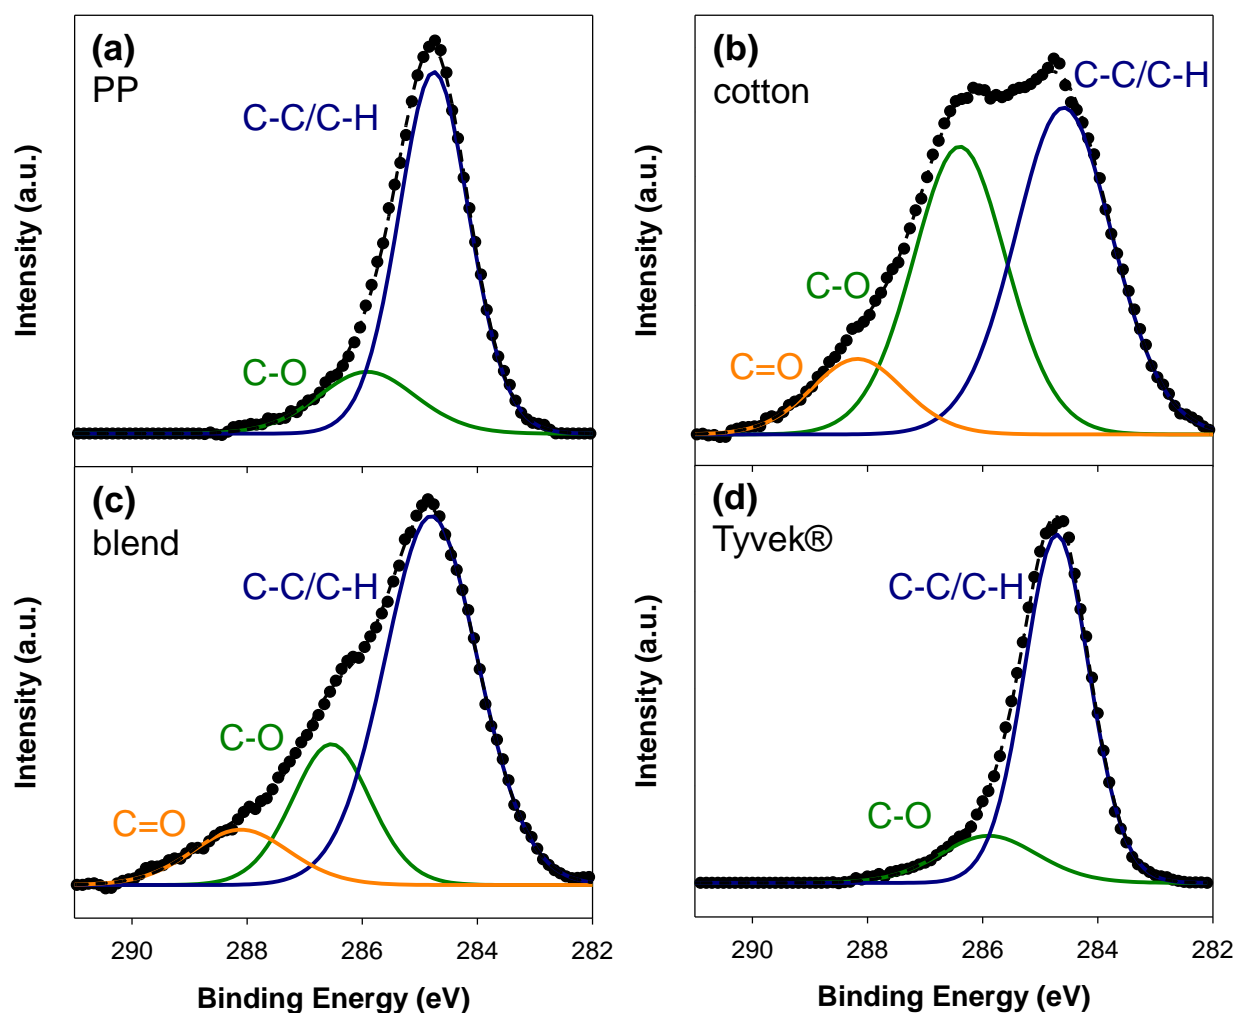 (a)
PP
C-C/C-H
C-O
Intensity (a.u.)
(b)
cotton
C-C/C-H
C-O
C=O
Intensity (a.u.)
(c)
blend
C-C/C-H
C-O
C=O
Intensity (a.u.)
290 288 286 284 282
Binding Energy (eV)
(d)
Tyvek®
C-C/C-H
C-O
Intensity (a.u.)
290 288 286 284 282
Binding Energy (eV)